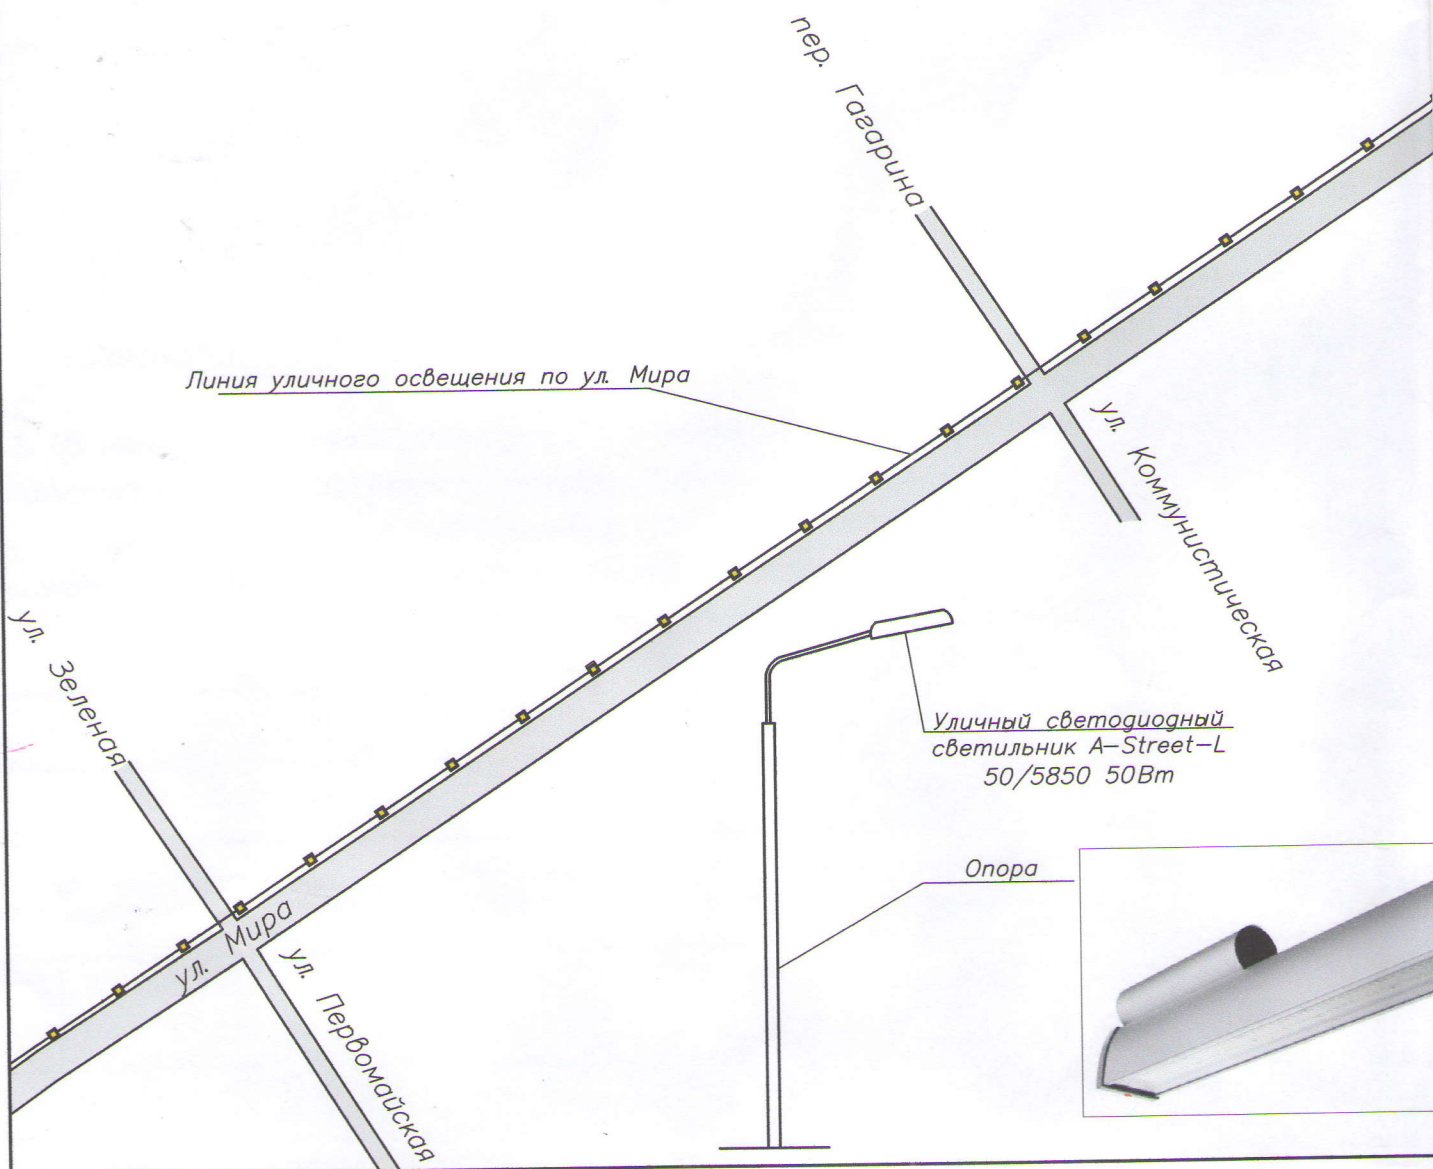 пер. Гагарина
Линия уличного освещения по ул. Мира
ул. Коммунистическая
ул. Зеленая
Уличный светодиодный
светильник A-Street-L
50/5850 50Вт
Опора
ул. Мира
ул. Первомайская